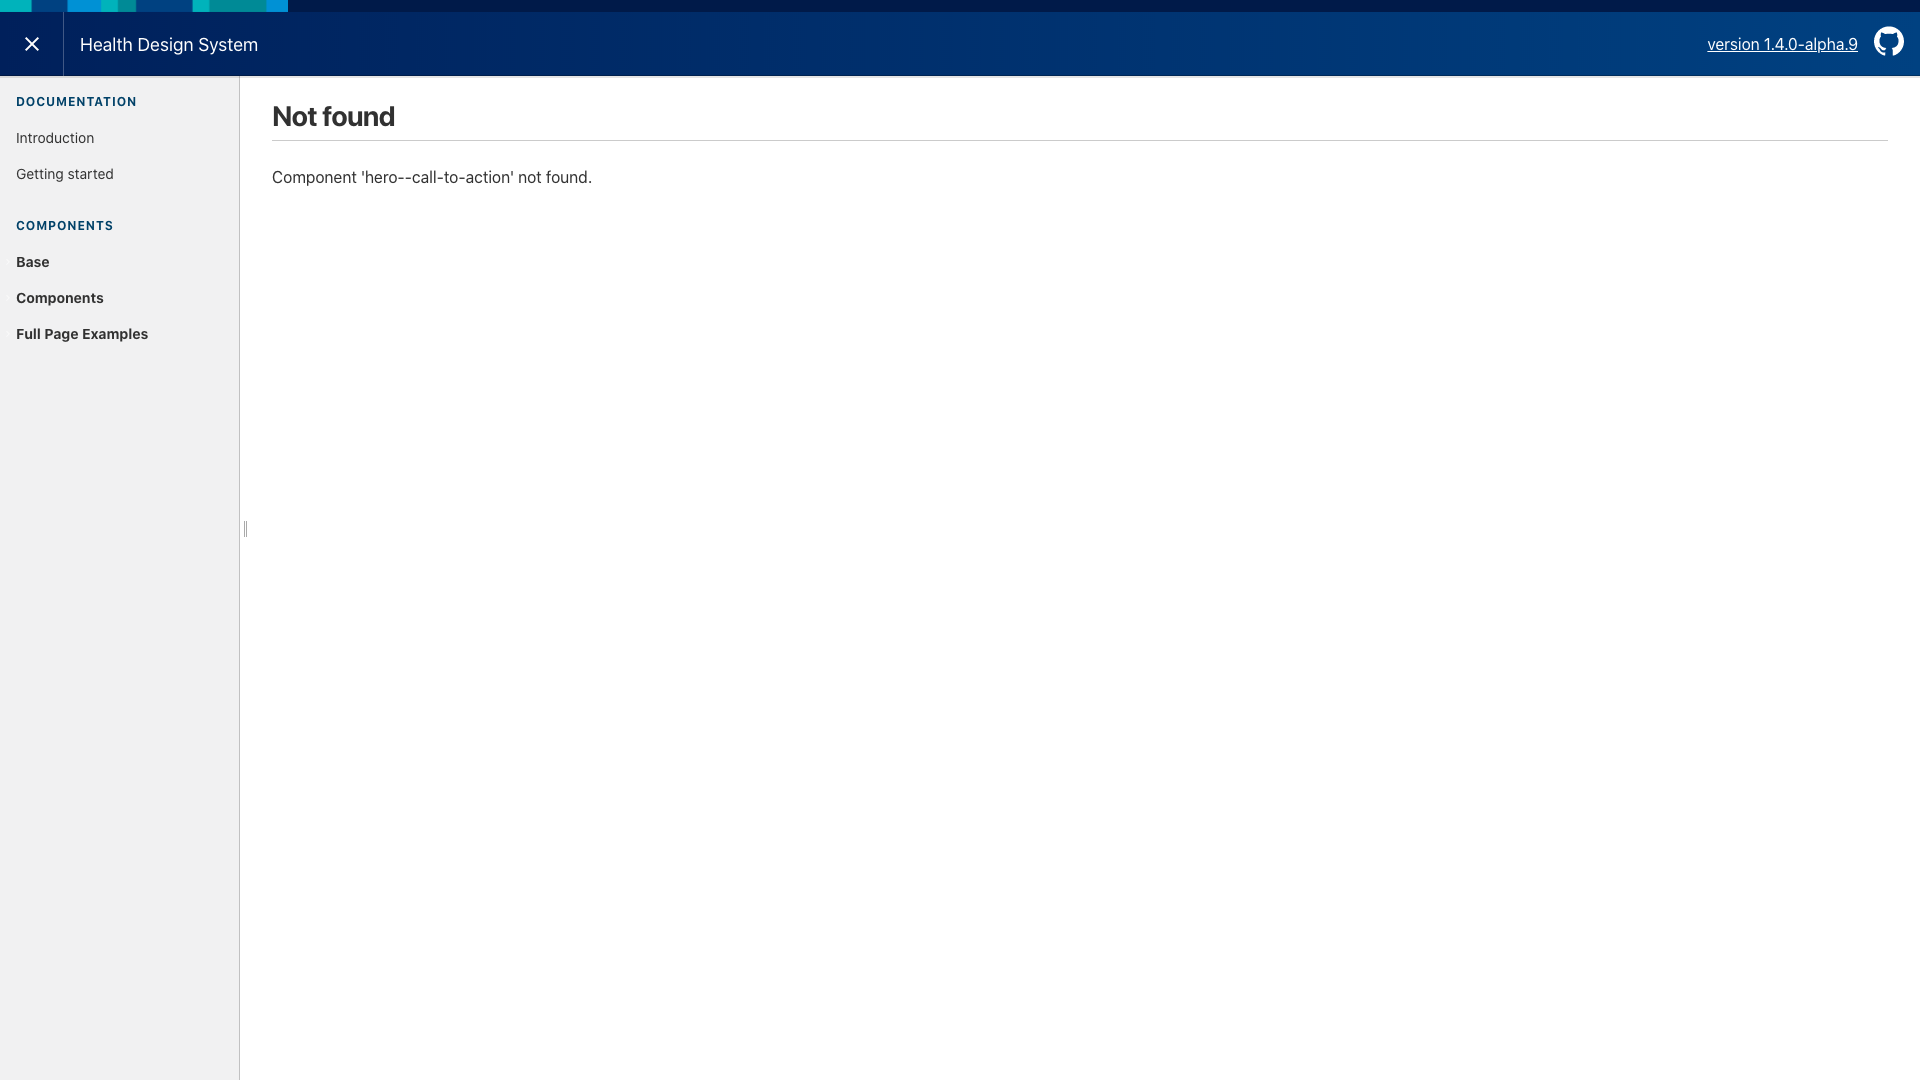 Health Design System
version 1.4.0-alpha.9
DOCUMENTATION
Introduction
Getting started
COMPONENTS
Base
Components
Full Page Examples
Not found
Component 'hero--call-to-action' not found.